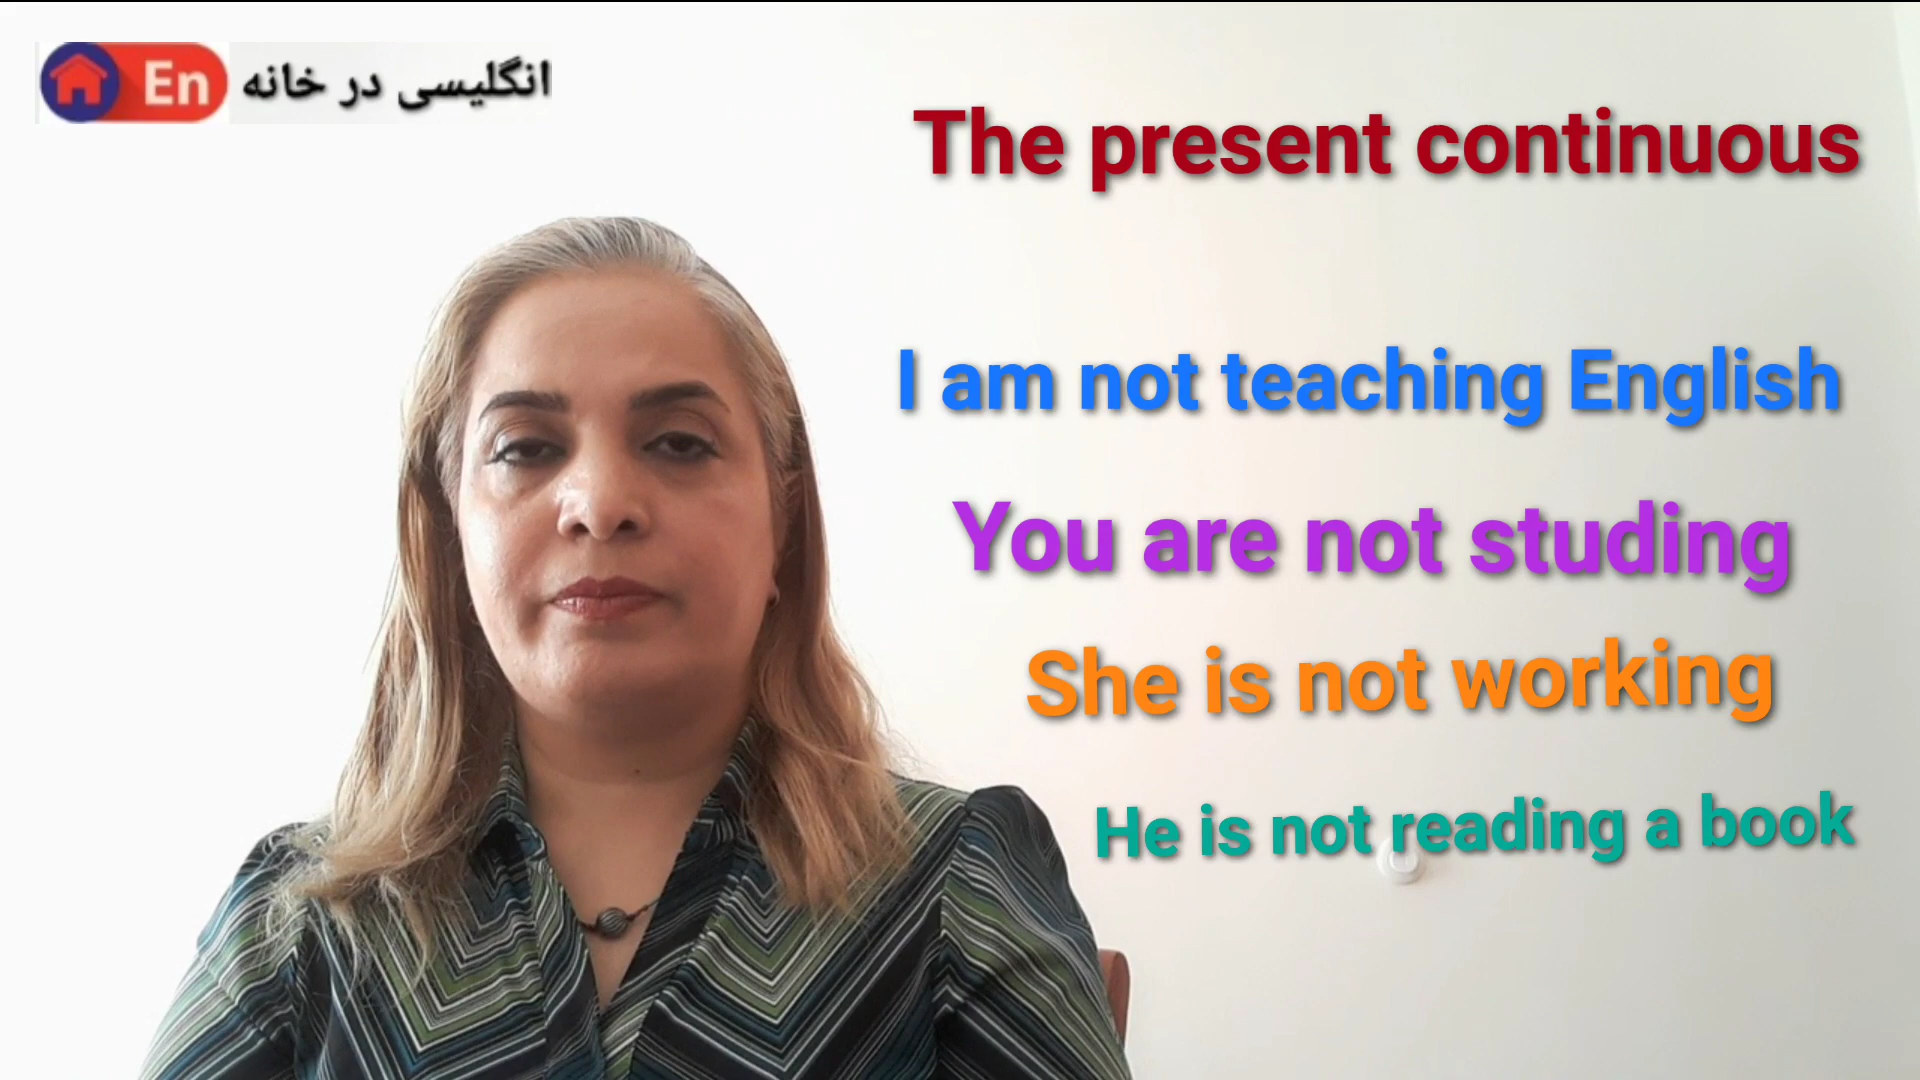 En انگلیسی در خانه
The present continuous
I am not teaching English
You are not studing
She is not working
He is not reading a book